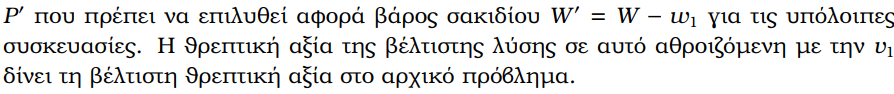 P′ που πρέπει να επιλυθεί αφορά βάρος σακιδίου W′ = W − w₁ για τις υπόλοιπες
συσκευασίες. Η ϑρεπτική αξία της βέλτιστης λύσης σε αυτό αθροιζόμενη με την v₁
δίνει τη βέλτιστη ϑρεπτική αξία στο αρχικό πρόβλημα.